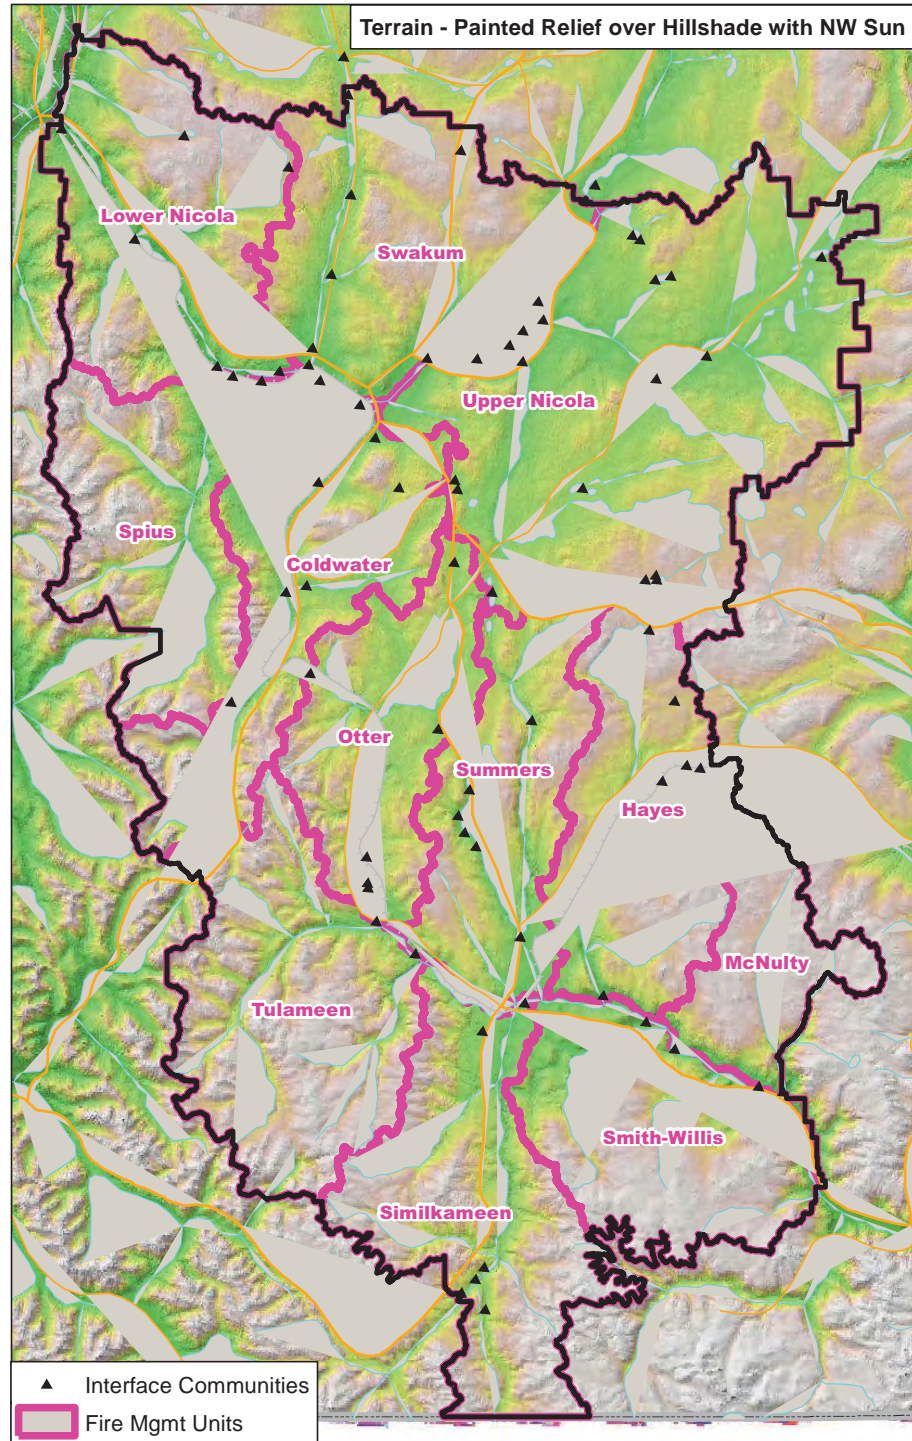 Terrain - Painted Relief over Hillshade with NW Sun
Lower Nicola
Swakum
Upper Nicola
Spius
Coldwater
Otter
Summers
Hayes
McNulty
Tulameen
Smith-Willis
Similkameen
Interface Communities
Fire Mgmt Units